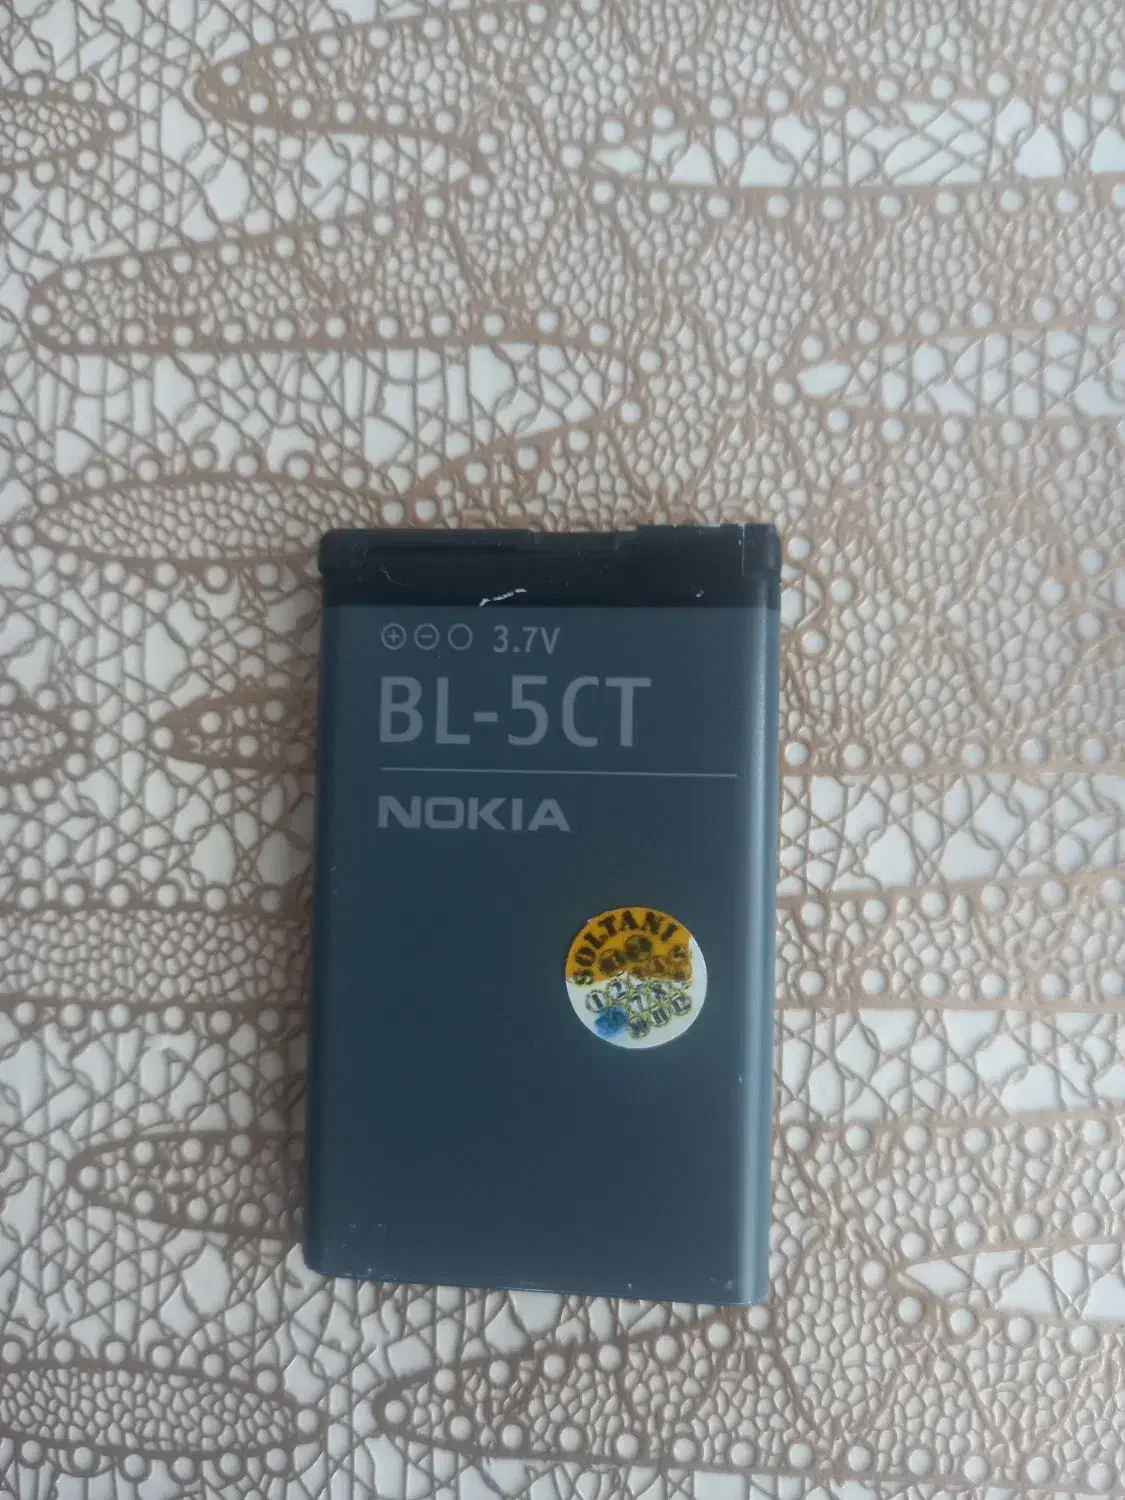 3.7V
BL-5CT
NOKIA
SOLTANI